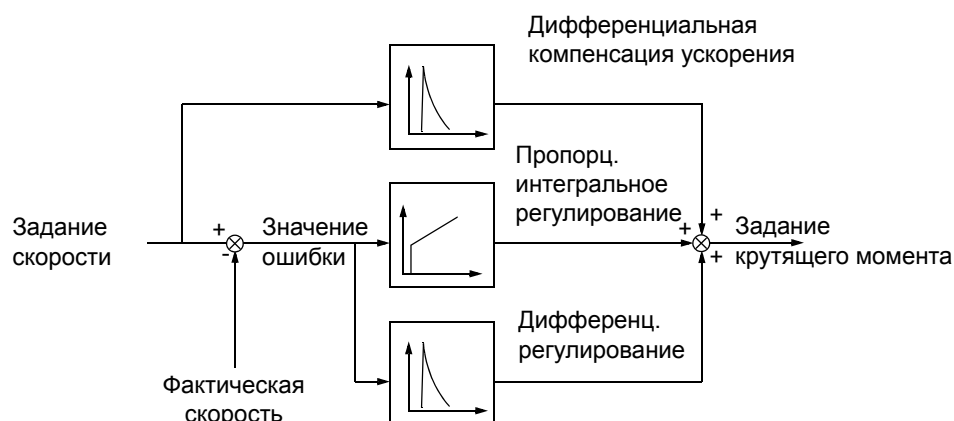 Дифференциальная
компенсация ускорения
Пропорц.
интегральное
регулирование
+
Задание
скорости
+
-
Значение
ошибки
+
+
Задание
крутящего момента
Дифференц.
регулирование
Фактическая
скорость